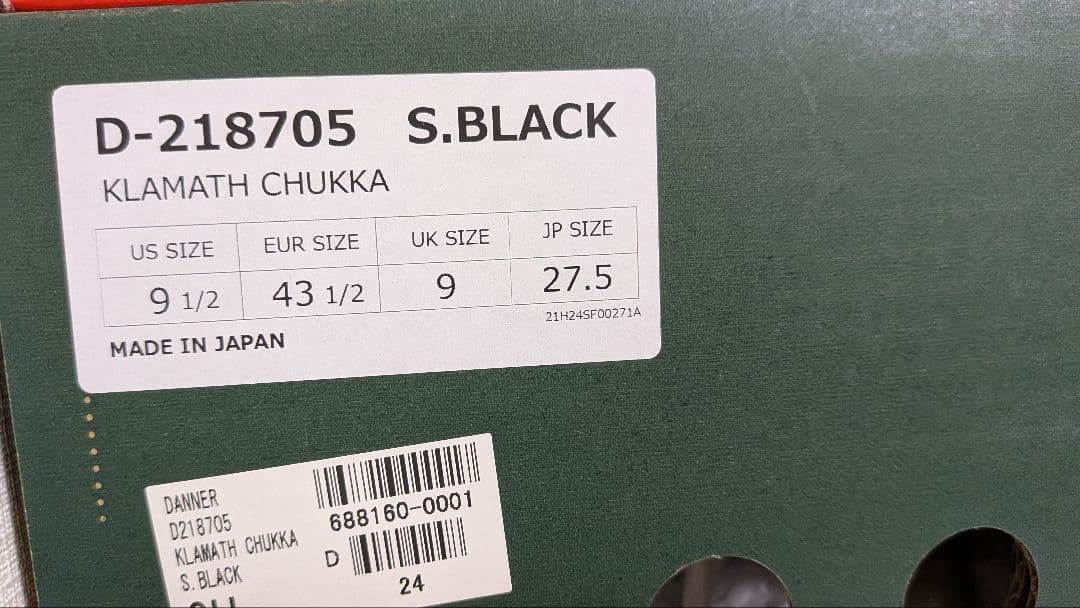 D-218705 S.BLACK
KLAMATH CHUKKA
US SIZE EUR SIZE UK SIZE JP SIZE
9 1/2 43 1/2 9 27.5
21H24SF00271A
MADE IN JAPAN
DANNER
D218705
KLAMATH CHUKKA
S.BLACK
688160-0001
D
24